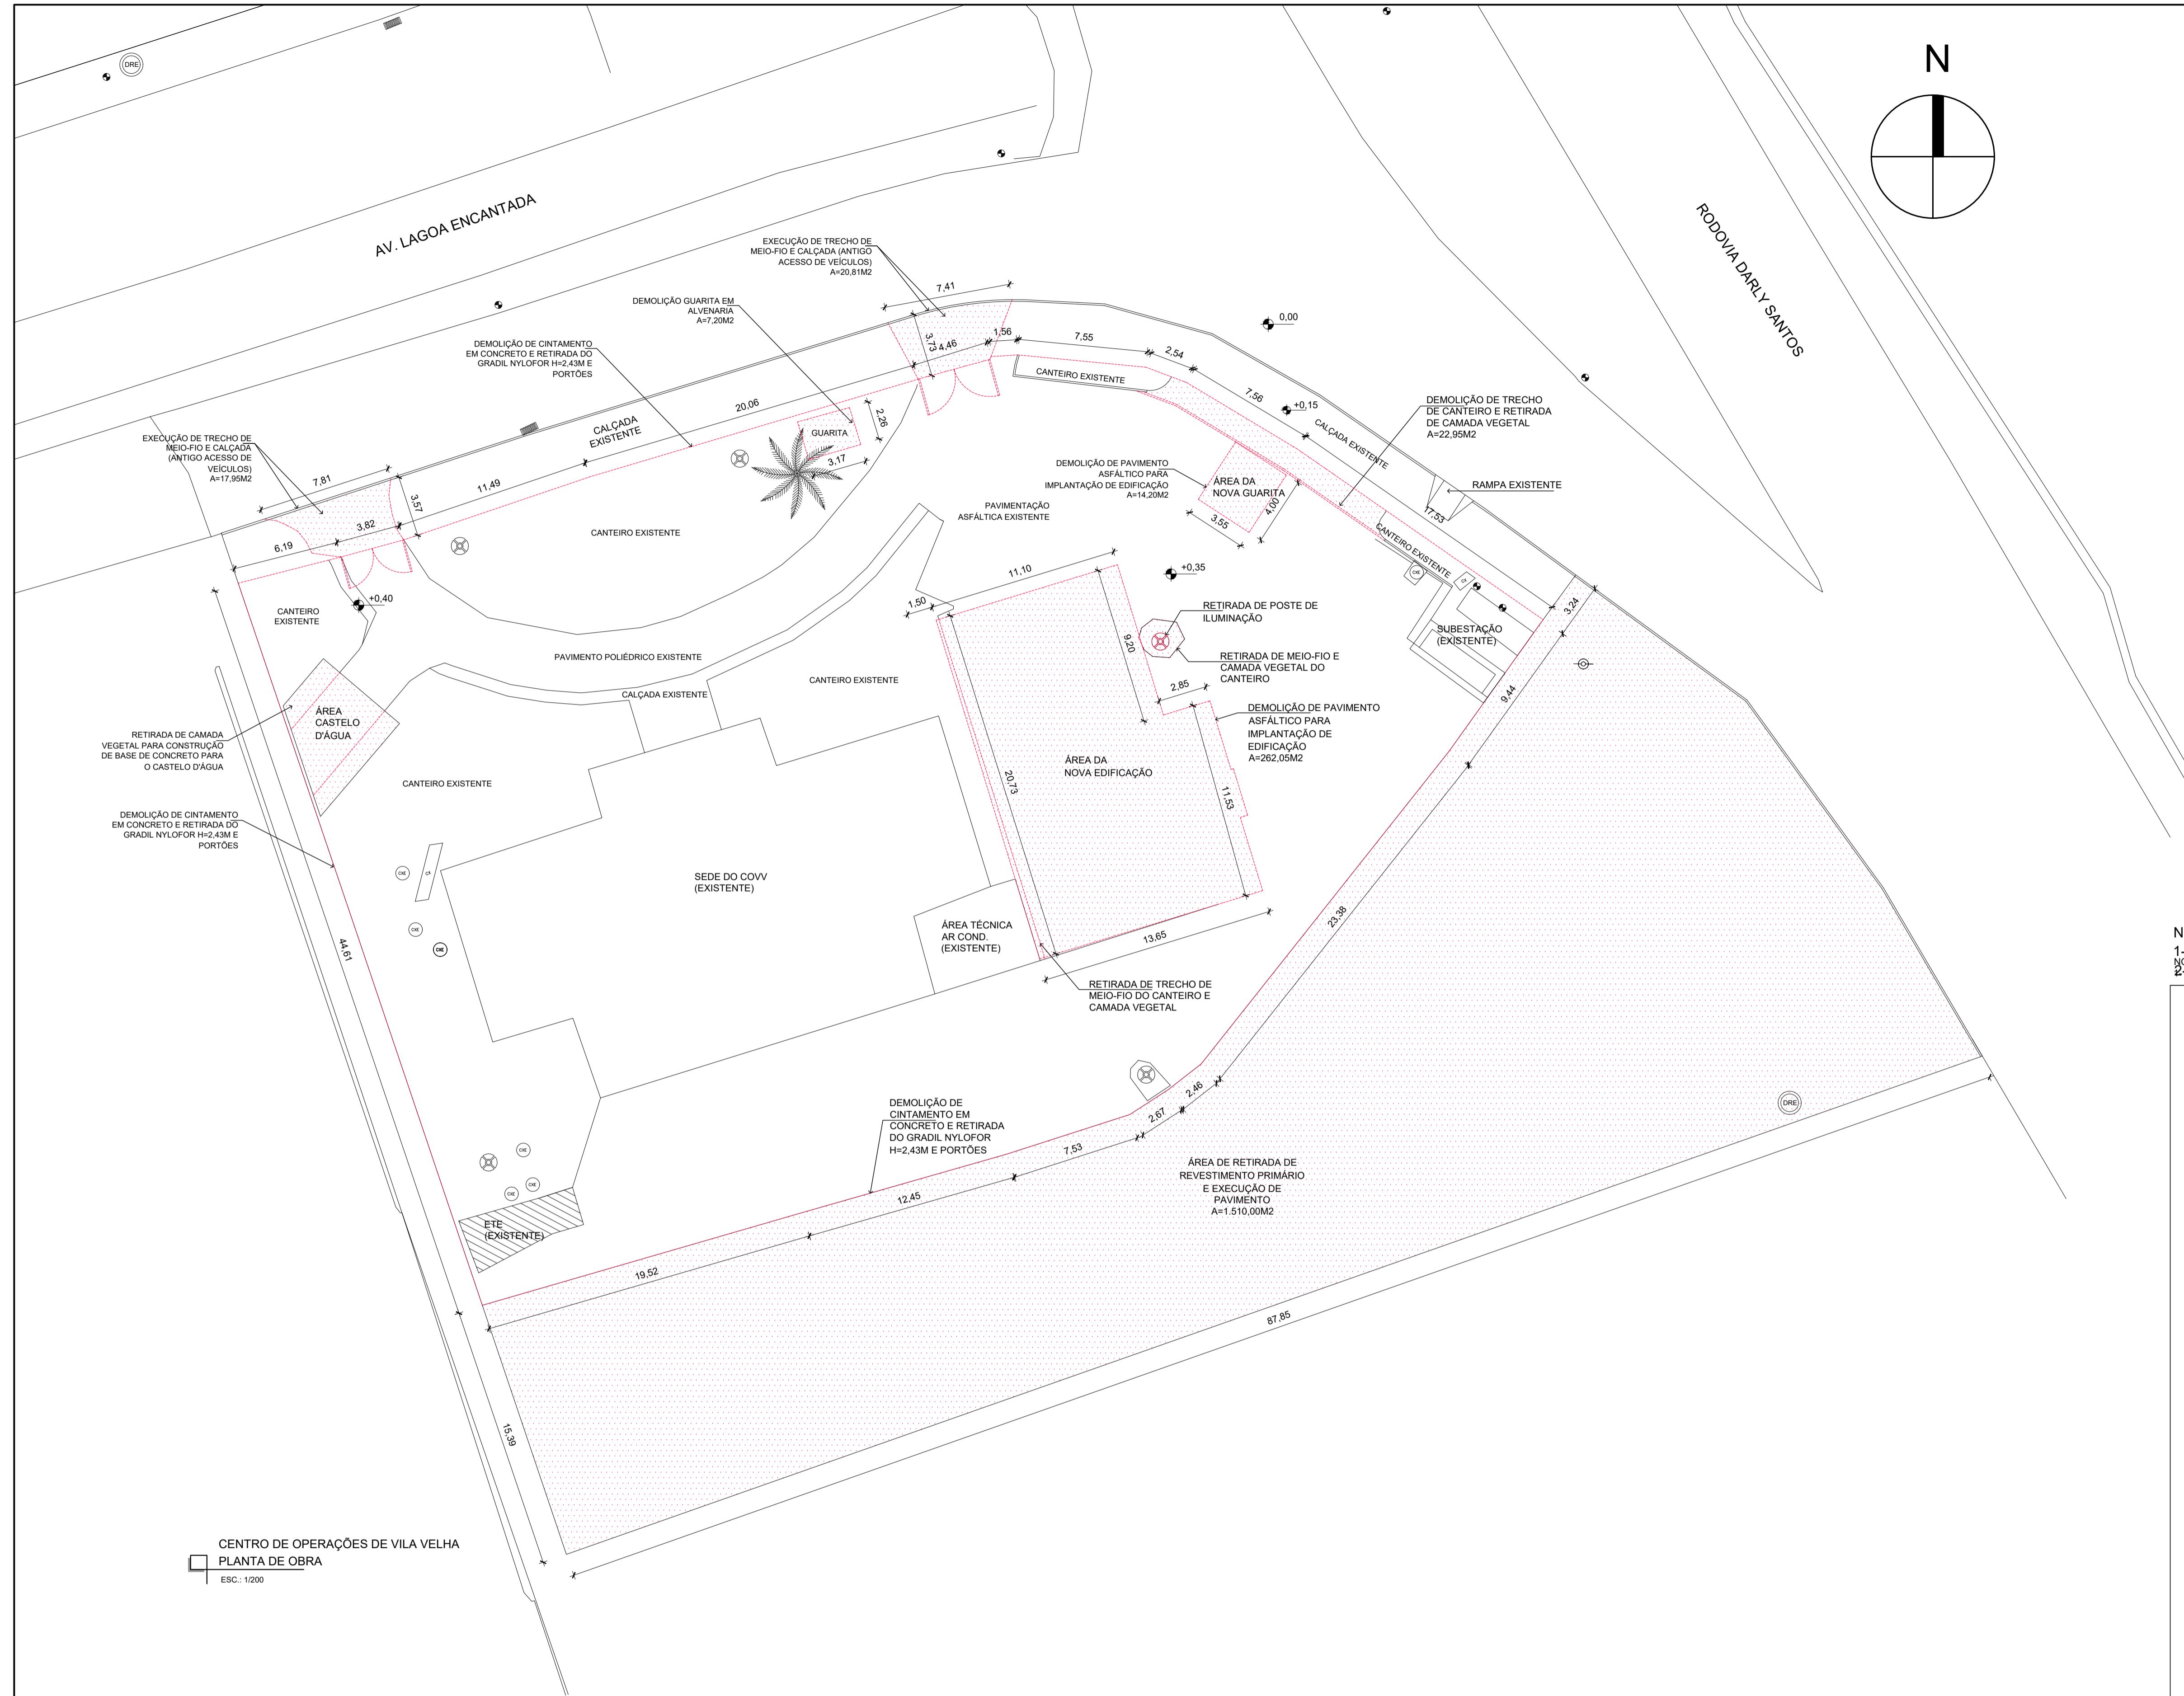 DRE
N
AV. LAGOA ENCANTADA
RODOVIA DARLY SANTOS
EXECUÇÃO DE TRECHO DE
MEIO-FIO E CALÇADA (ANTIGO
ACESSO DE VEÍCULOS)
A=20,81M2
DEMOLIÇÃO GUARITA EM
ALVENARIA
A=7,20M2
DEMOLIÇÃO DE CINTAMENTO
EM CONCRETO E RETIRADA DO
GRADIL NYLOFOR H=2,43M E
PORTÕES
EXECUÇÃO DE TRECHO DE
MEIO-FIO E CALÇADA
(ANTIGO ACESSO DE
VEÍCULOS)
A=17,95M2
7,41
3,73
4,46
1,56
7,55
2,54
7,56
0,00
+0,15
CANTEIRO EXISTENTE
CALÇADA EXISTENTE
DEMOLIÇÃO DE TRECHO
DE CANTEIRO E RETIRADA
DE CAMADA VEGETAL
A=22,95M2
20,06
2,26
GUARITA
3,17
CALÇADA
EXISTENTE
DEMOLIÇÃO DE PAVIMENTO
ASFÁLTICO PARA
IMPLANTAÇÃO DE EDIFICAÇÃO
A=14,20M2
ÁREA DA
NOVA GUARITA
3,55
4,00
RAMPA EXISTENTE
17,53
CANTEIRO EXISTENTE
7,81
3,57
11,49
3,82
6,19
CANTEIRO EXISTENTE
PAVIMENTAÇÃO
ASFÁLTICA EXISTENTE
11,10
1,50
+0,35
+0,40
CANTEIRO
EXISTENTE
CXE
CX
RETIRADA DE POSTE DE
ILUMINAÇÃO
SUBESTAÇÃO
(EXISTENTE)
3,24
9,20
RETIRADA DE MEIO-FIO E
CAMADA VEGETAL DO
CANTEIRO
PAVIMENTO POLIÉDRICO EXISTENTE
CALÇADA EXISTENTE
CANTEIRO EXISTENTE
2,85
9,44
DEMOLIÇÃO DE PAVIMENTO
ASFÁLTICO PARA
IMPLANTAÇÃO DE
EDIFICAÇÃO
A=262,05M2
ÁREA
CASTELO
D'ÁGUA
RETIRADA DE CAMADA
VEGETAL PARA CONSTRUÇÃO
DE BASE DE CONCRETO PARA
O CASTELO D'ÁGUA
ÁREA DA
NOVA EDIFICAÇÃO
20,73
11,53
CANTEIRO EXISTENTE
DEMOLIÇÃO DE CINTAMENTO
EM CONCRETO E RETIRADA DO
GRADIL NYLOFOR H=2,43M E
PORTÕES
CXE
CX
CXE
CXE
SEDE DO COVV
(EXISTENTE)
ÁREA TÉCNICA
AR COND.
(EXISTENTE)
44,61
13,65
23,38
RETIRADA DE TRECHO DE
MEIO-FIO DO CANTEIRO E
CAMADA VEGETAL
N
1-
2-
DEMOLIÇÃO DE
CINTAMENTO EM
CONCRETO E RETIRADA
DO GRADIL NYLOFOR
H=2,43M E PORTÕES
2,46
2,67
7,53
DRE
CXE
CXE
CXE
ETE
(EXISTENTE)
ÁREA DE RETIRADA DE
REVESTIMENTO PRIMÁRIO
E EXECUÇÃO DE
PAVIMENTO
A=1.510,00M2
12,45
19,52
87,85
15,39
CENTRO DE OPERAÇÕES DE VILA VELHA
PLANTA DE OBRA
ESC.: 1/200